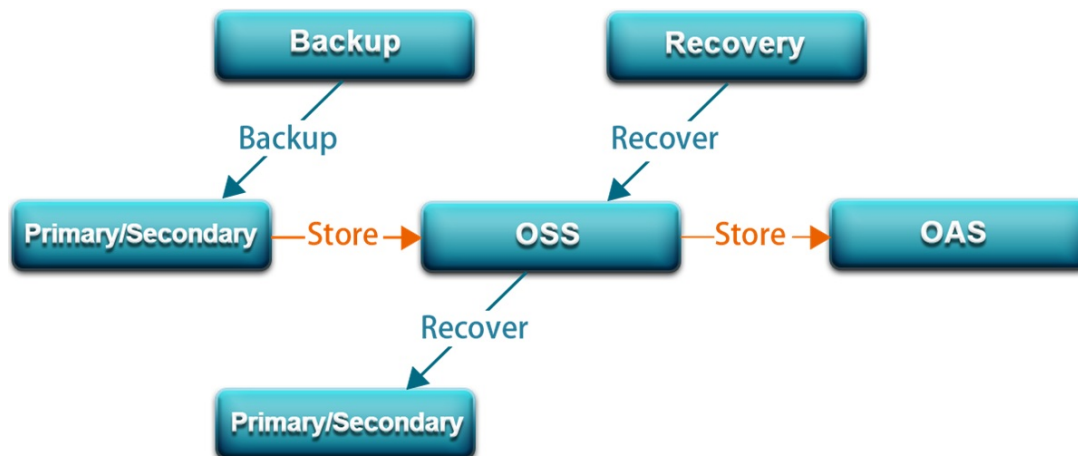 Backup
Recovery
Backup
Recover
Primary/Secondary
Store
OSS
Store
OAS
Recover
Primary/Secondary